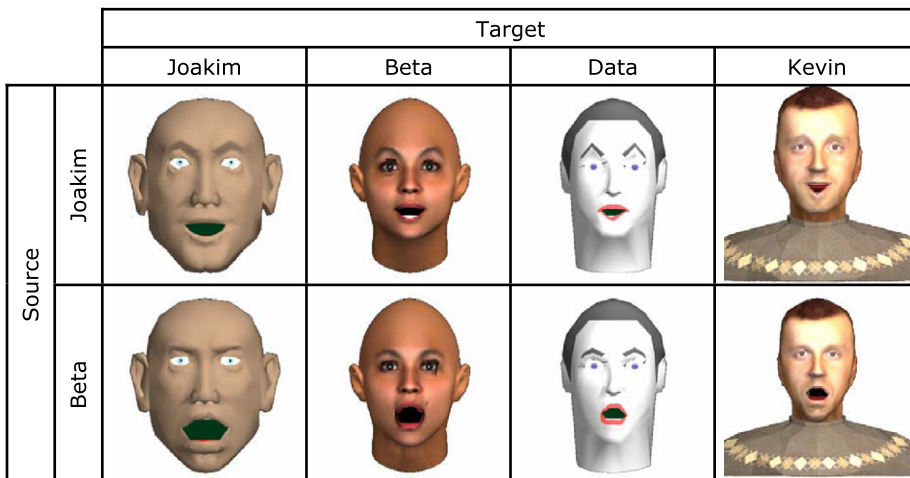 Target
Joakim Beta Data Kevin
Source
Joakim
Beta